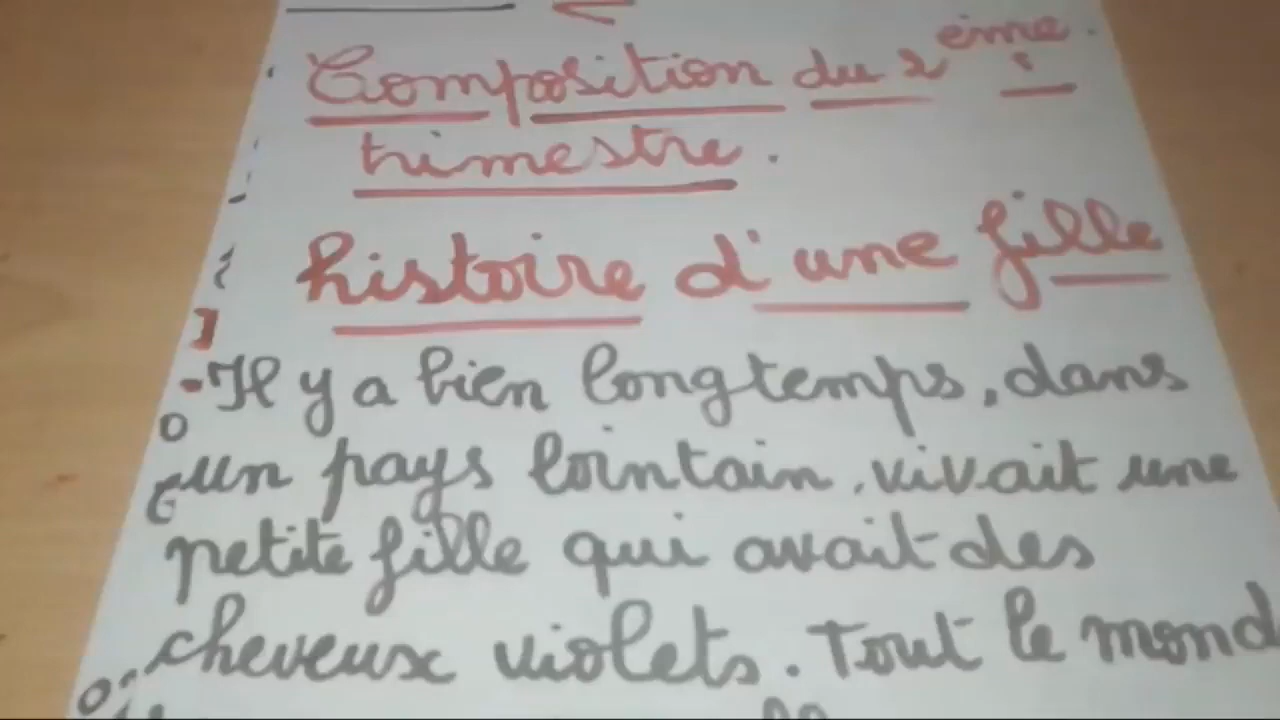 Composition du 2ème
trimestre.
histoire d'une fille
Il y a bien longtemps, dans
un pays lointain, vivait une
petite fille qui avait des
cheveux violets. Tout le mond